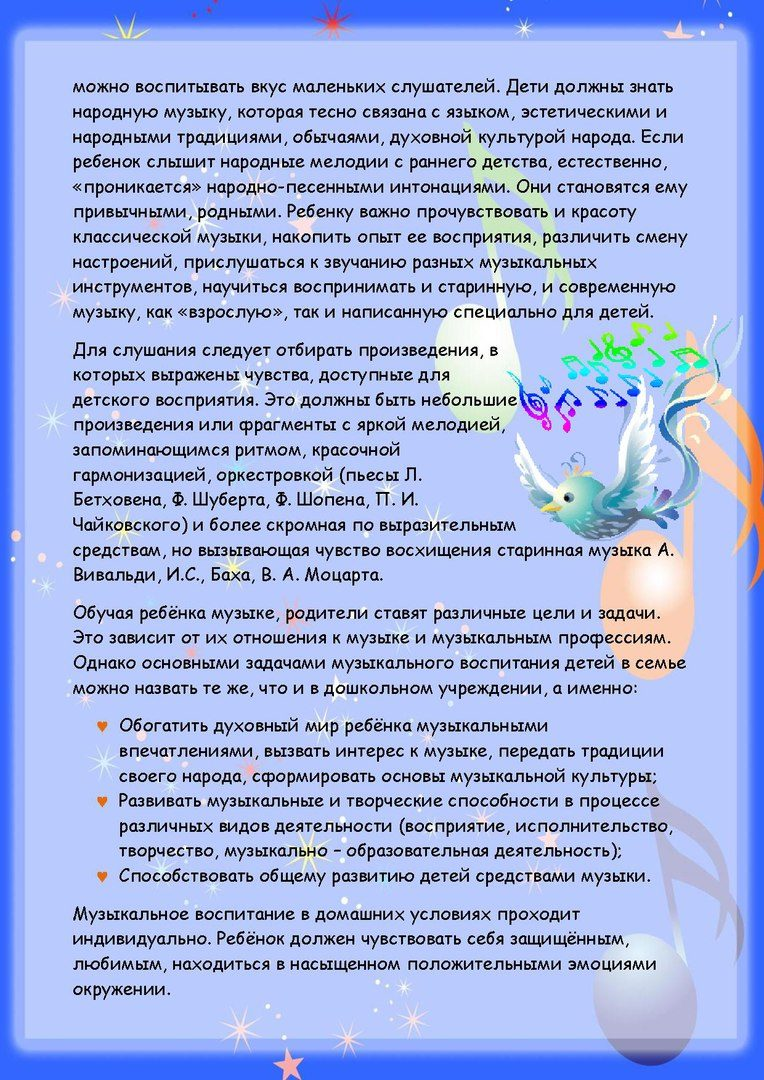 можно воспитывать вкус маленьких слушателей. Дети должны знать
народную музыку, которая тесно связана с языком, эстетическими и
народными традициями, обычаями, духовной культурой народа. Если
ребенок слышит народные мелодии с раннего детства, естественно,
«проникается» народно-песенными интонациями. Они становятся ему
привычными, родными. Ребенку важно прочувствовать и красоту
классической музыки, накопить опыт ее восприятия, различить смену
настроений, прислушаться к звучанию разных музыкальных
инструментов, научиться воспринимать и старинную, и современную
музыку, как «взрослую», так и написанную специально для детей.
Для слушания следует отбирать произведения, в
которых выражены чувства, доступные для
детского восприятия. Это должны быть небольшие
произведения или фрагменты с яркой мелодией,
запоминающимся ритмом, красочной
гармонизацией, оркестровкой (пьесы Л.
Бетховена, Ф. Шуберта, Ф. Шопена, П. И.
Чайковского) и более скромная по выразительным
средствам, но вызывающая чувство восхищения старинная музыка А.
Вивальди, И.С., Баха, В. А. Моцарта.
Обучая ребёнка музыке, родители ставят различные цели и задачи.
Это зависит от их отношения к музыке и музыкальным профессиям.
Однако основными задачами музыкального воспитания детей в семье
можно назвать те же, что и в дошкольном учреждении, а именно:
♥ Обогатить духовный мир ребёнка музыкальными
впечатлениями, вызвать интерес к музыке, передать традиции
своего народа, сформировать основы музыкальной культуры;
♥ Развивать музыкальные и творческие способности в процессе
различных видов деятельности (восприятие, исполнительство,
творчество, музыкально – образовательная деятельность);
♥ Способствовать общему развитию детей средствами музыки.
Музыкальное воспитание в домашних условиях проходит
индивидуально. Ребёнок должен чувствовать себя защищённым,
любимым, находиться в насыщенном положительными эмоциями
окружении.